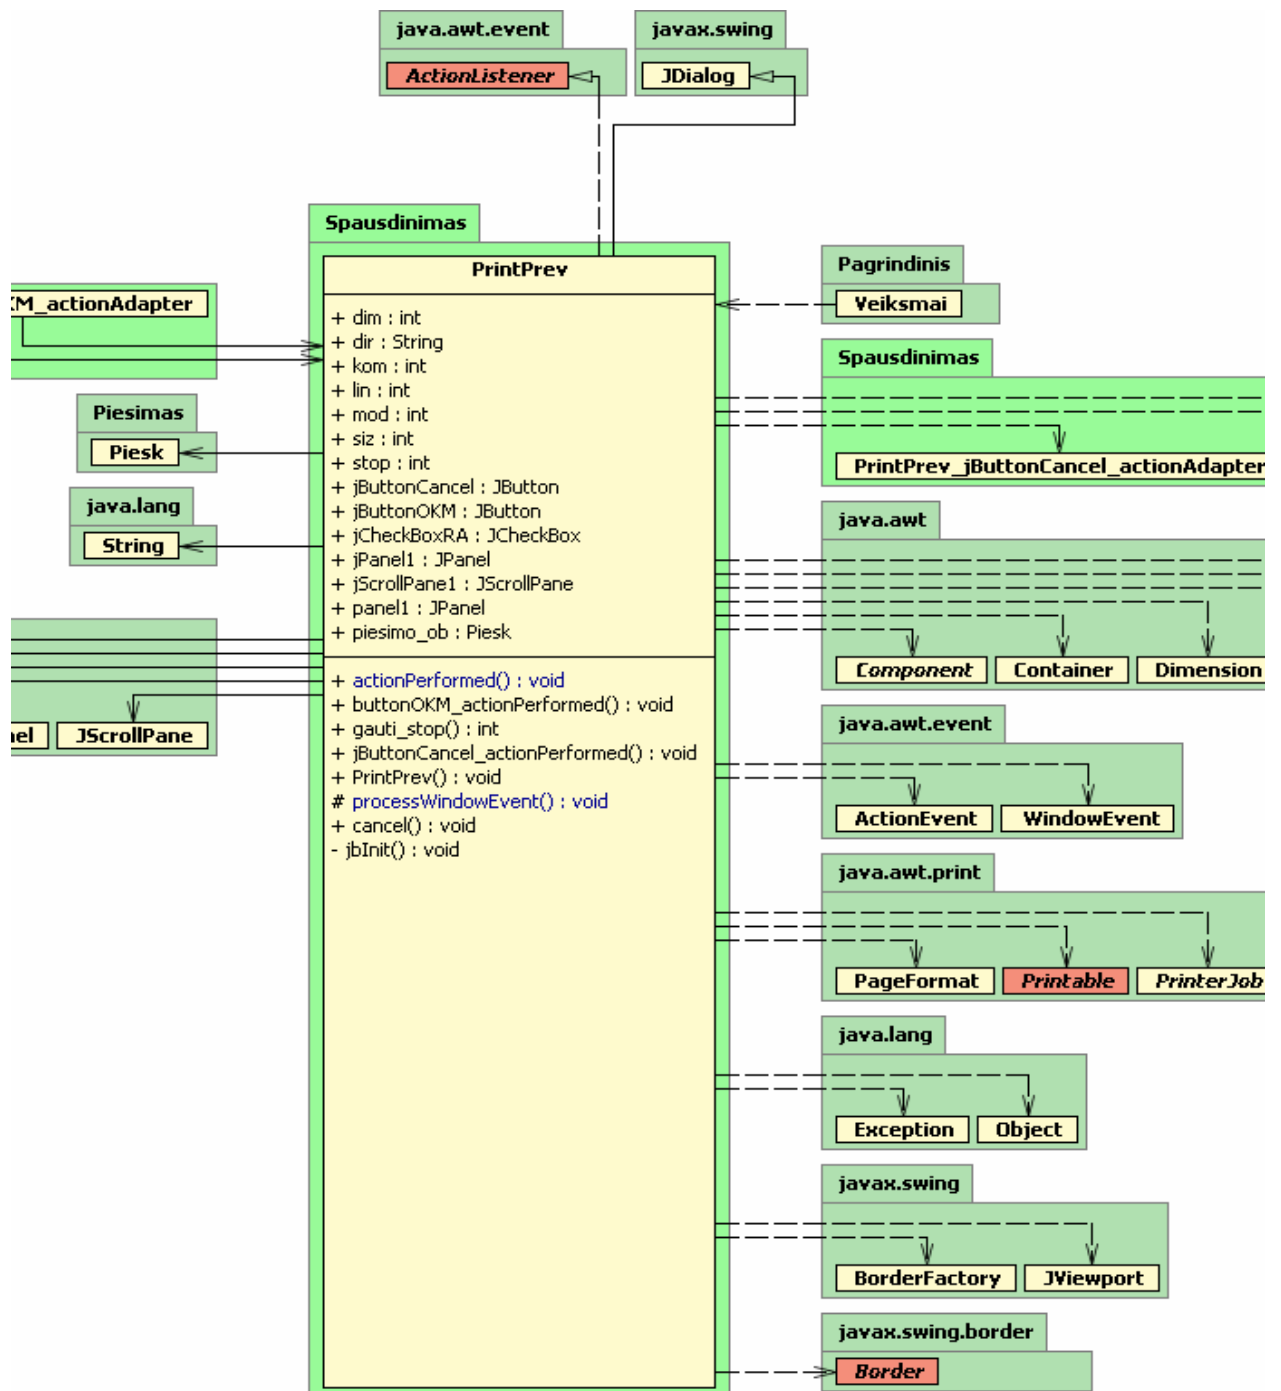 java.awt.event
ActionListener
javax.swing
JDialog
Spausdinimas
PrintPrev
+ dim : int
+ dir : String
+ kom : int
+ lin : int
+ mod : int
+ siz : int
+ stop : int
+ jButtonCancel : JButton
+ jButtonOKM : JButton
+ jCheckBoxRA : JCheckBox
+ jPanel1 : JPanel
+ jScrollPane1 : JScrollPane
+ panel1 : JPanel
+ piesimo_ob : Piesk
+ actionPerformed() : void
+ buttonOKM_actionPerformed() : void
+ gauti_stop() : int
+ jButtonCancel_actionPerformed() : void
+ PrintPrev() : void
# processWindowEvent() : void
+ cancel() : void
- jbInit() : void
KM_actionAdapter
Piesimas
Piesk
java.lang
String
nel
JScrollPane
Pagrindinis
Veiksmai
Spausdinimas
PrintPrev_jButtonCancel_actionAdapter
java.awt
Component
Container
Dimension
java.awt.event
ActionEvent
WindowEvent
java.awt.print
PageFormat
Printable
PrinterJob
java.lang
Exception
Object
javax.swing
BorderFactory
JViewport
javax.swing.border
Border